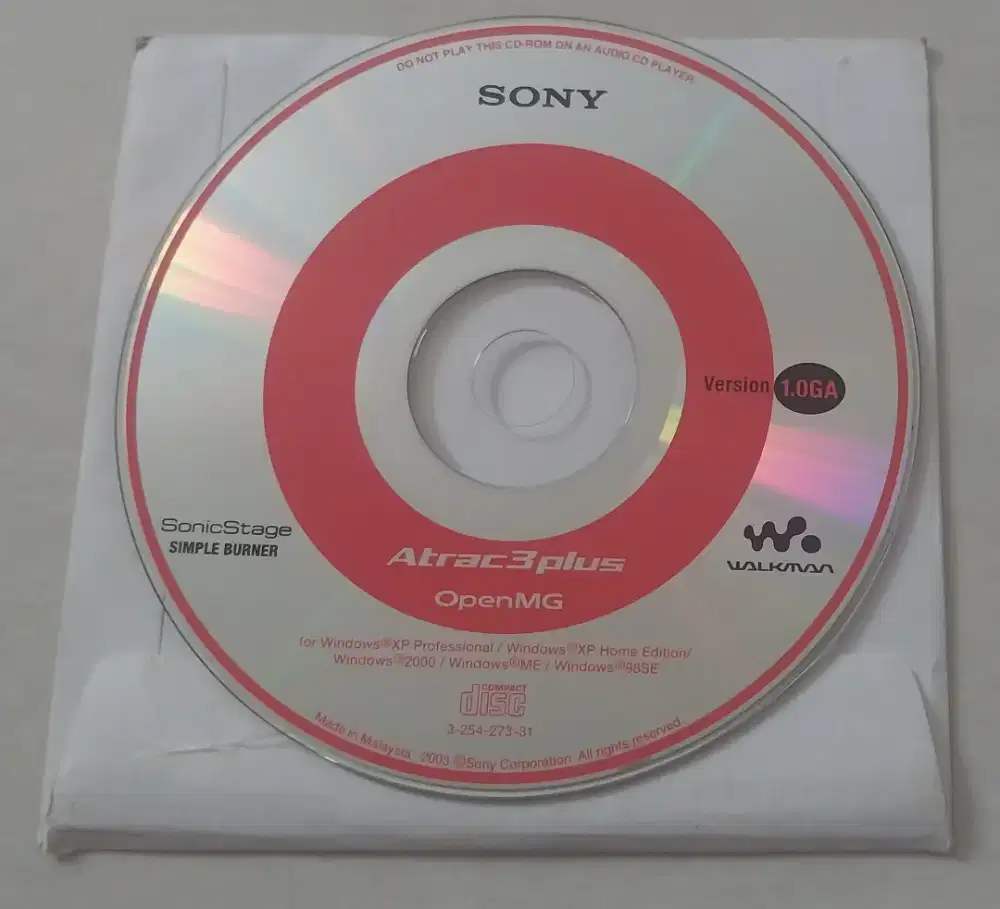 DO NOT PLAY THIS CD-ROM ON AN AUDIO CD PLAYER
SONY
Version 1.0GA
SonicStage
SIMPLE BURNER
WALKMAN
Atrac3plus
OpenMG
for Windows®XP Professional / Windows®XP Home Edition/
Windows®2000 / Windows®ME / Windows®98SE
COMPACT
disc
3-254-273-31
Made in Malaysia 2003 ©Sony Corporation All rights reserved.